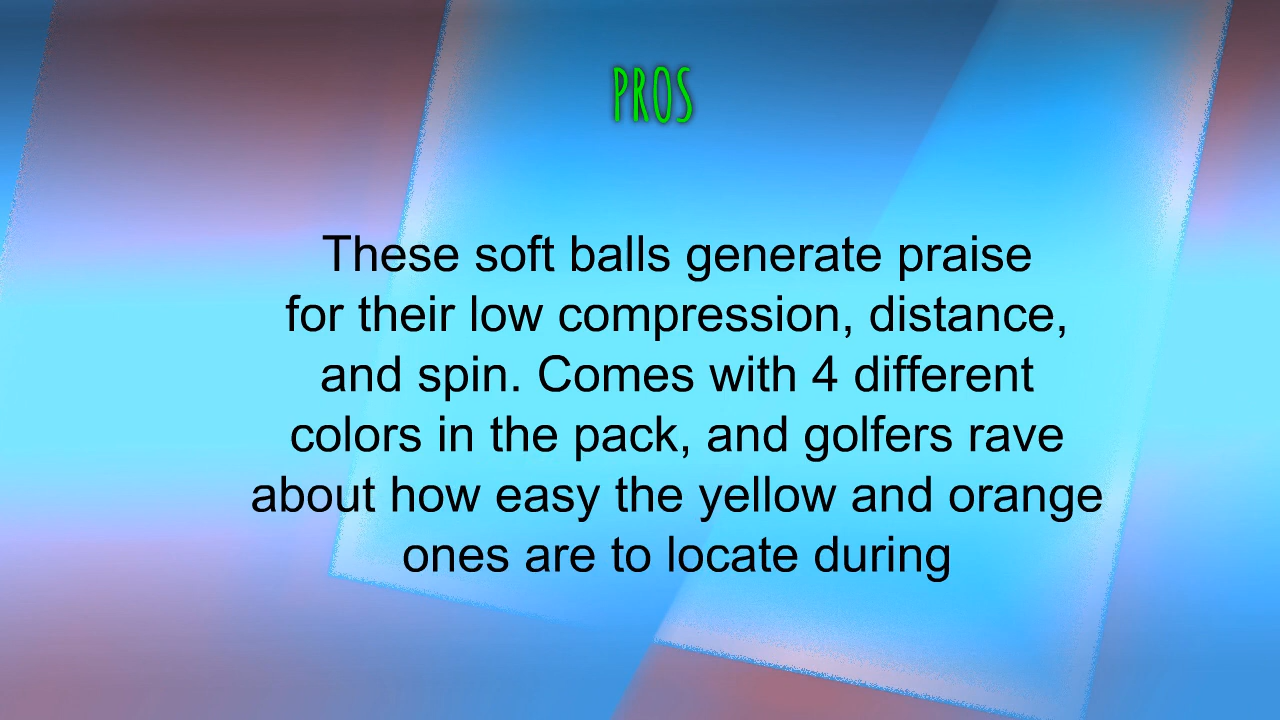 PROS
These soft balls generate praise
for their low compression, distance,
and spin. Comes with 4 different
colors in the pack, and golfers rave
about how easy the yellow and orange
ones are to locate during